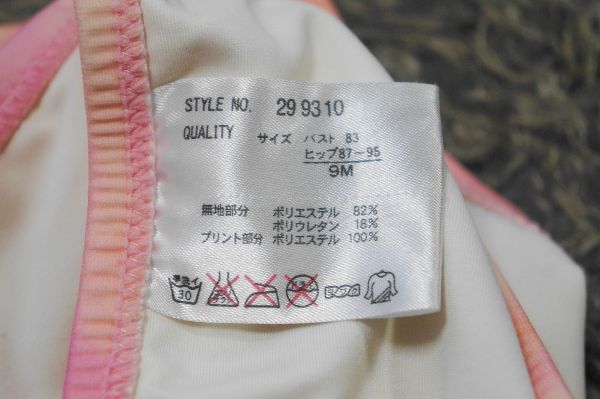 STYLE NO. 299310
QUALITY サイズ バスト 83
ヒップ87-95
9M
無地部分 ポリエステル 82%
ポリウレタン 18%
プリント部分 ポリエステル 100%
30